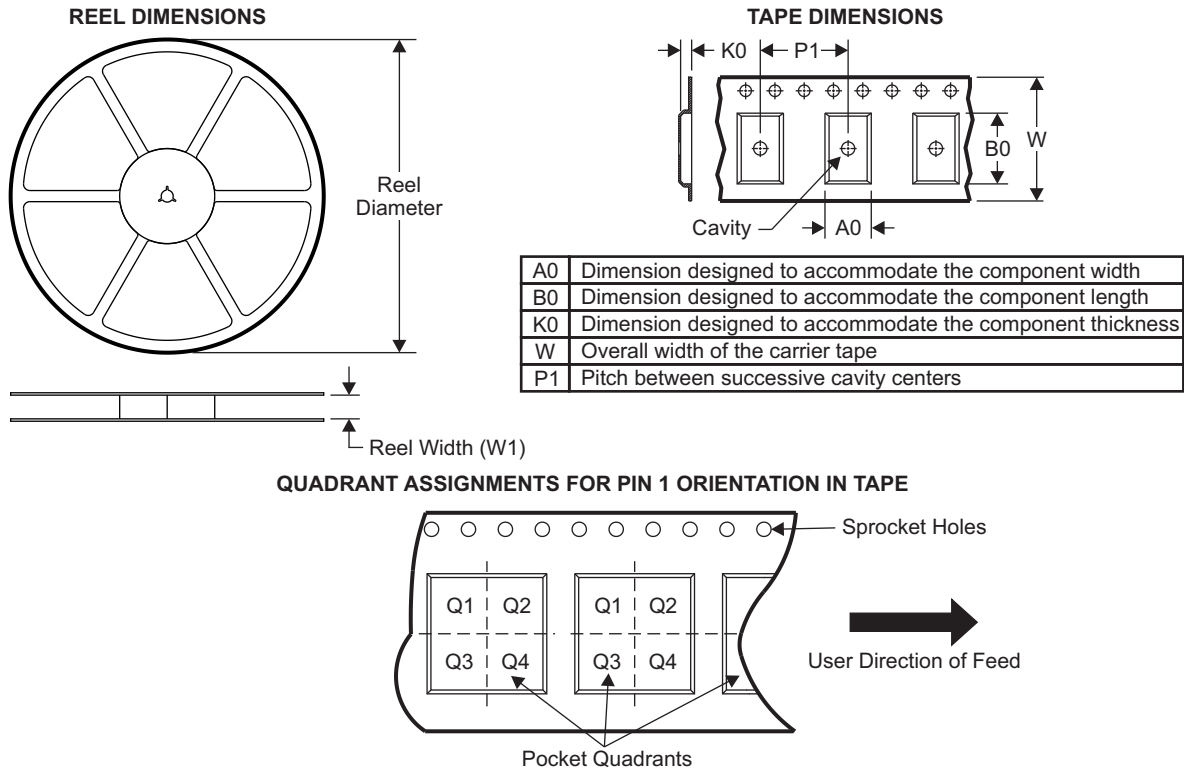 REEL DIMENSIONS
TAPE DIMENSIONS
K0
P1
Reel
Diameter
B0
W
Cavity
A0
A0 Dimension designed to accommodate the component width
B0 Dimension designed to accommodate the component length
K0 Dimension designed to accommodate the component thickness
W Overall width of the carrier tape
P1 Pitch between successive cavity centers
Reel Width (W1)
QUADRANT ASSIGNMENTS FOR PIN 1 ORIENTATION IN TAPE
Sprocket Holes
Q1 Q2 Q1 Q2
Q3 Q4 Q3 Q4
User Direction of Feed
Pocket Quadrants